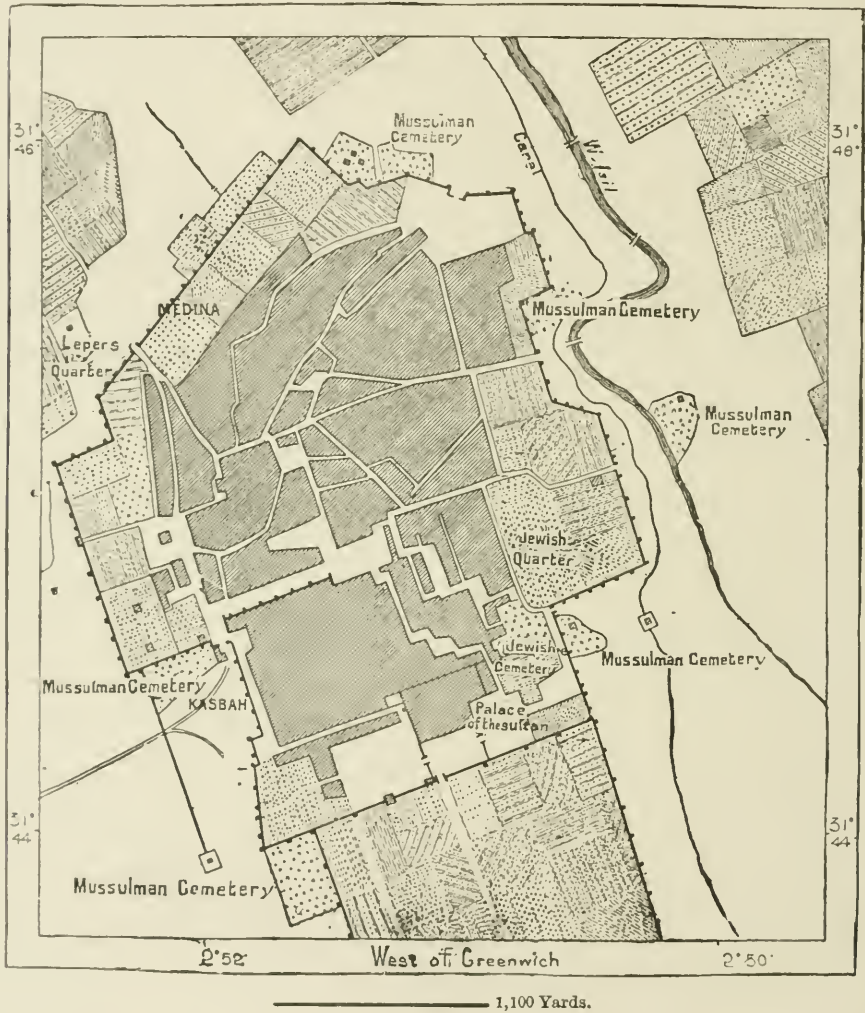 Mussulman
Cemetery
31°
46'
31°
46'
Canal
MEDINA
Mussulman Cemetery
Lepers
Quarter
Mussulman
Cemetery
Jewish
Quarter
Jewish
Cemetery
Mussulman Cemetery
Mussulman Cemetery
KASBAH
Palace
of the sultan
31°
44'
31°
44'
Mussulman Cemetery
2°52'
West of Greenwich
2°50'
1,100 Yards.